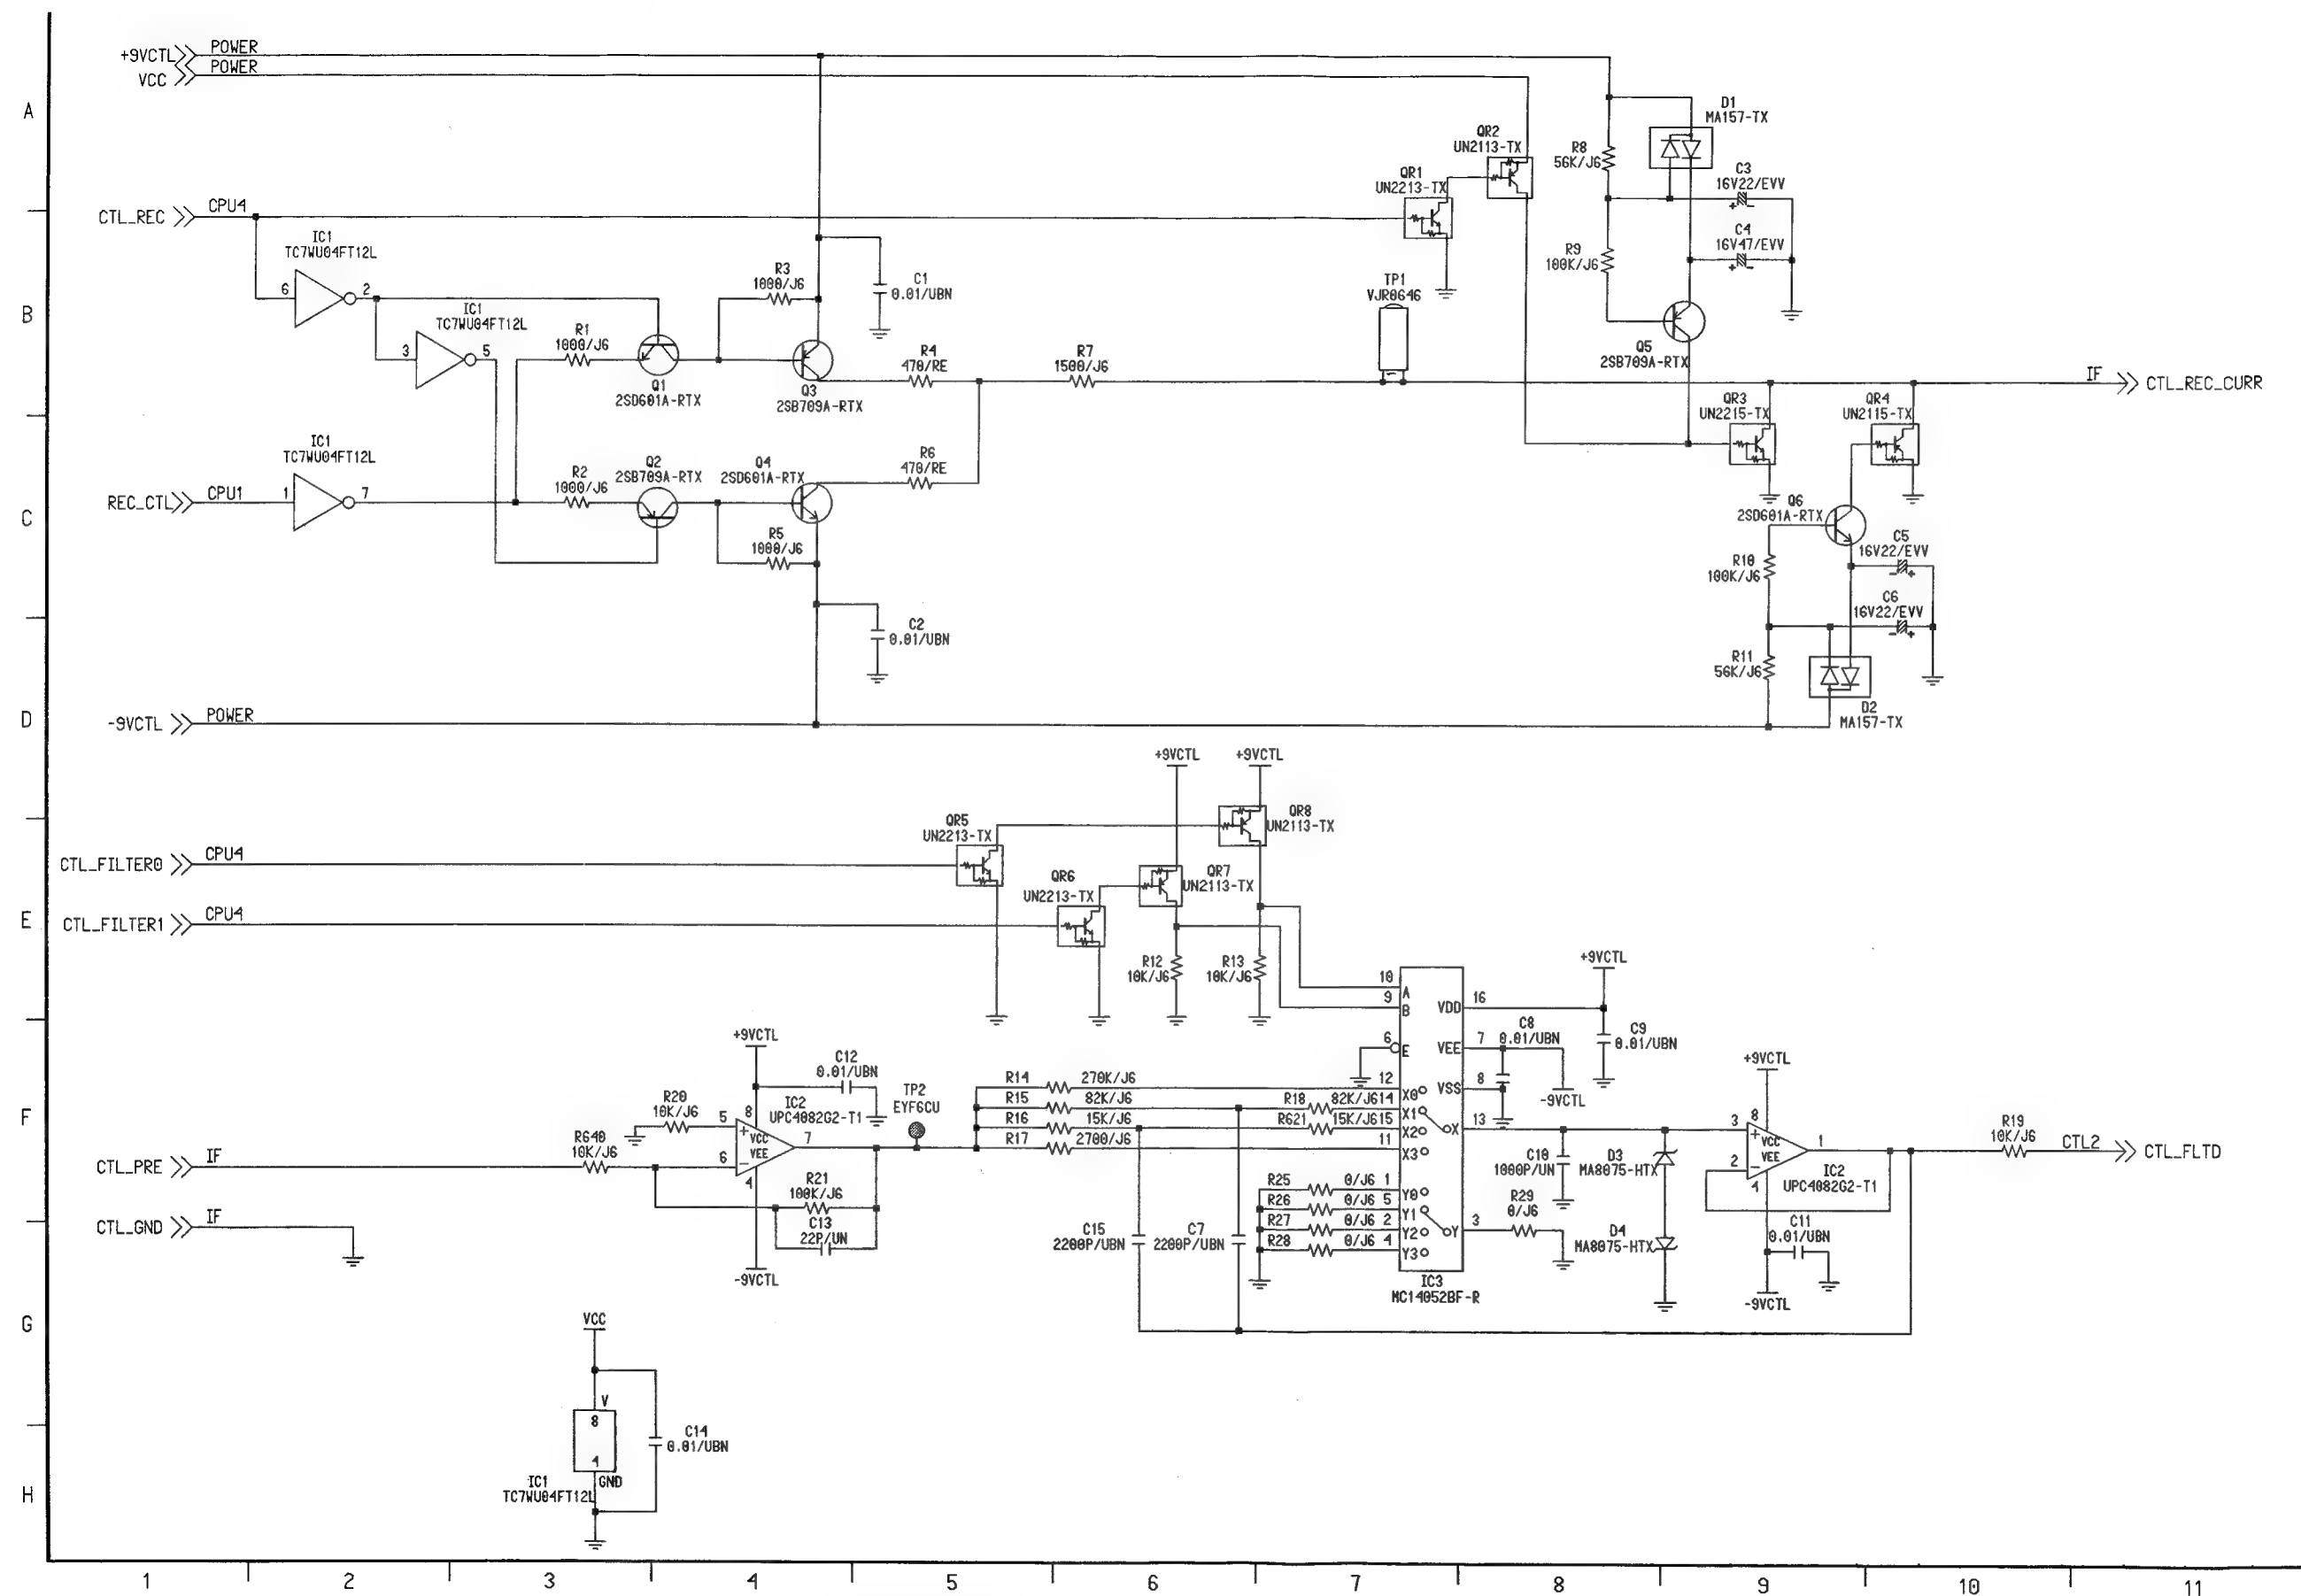 +9VCTL POWER
VCC POWER
A
D1
MA157-TX
QR2
UN2113-TX
R8
56K/J6
C3
16V22/EVV
QR1
UN2213-TX
CTL_REC CPU4
IC1
TC7WU04FT12L
C4
16V47/EVV
R9
100K/J6
R3
1000/J6
C1
0.01/UBN
TP1
VJR0646
6 2
B
IC1
TC7WU04FT12L
R1
1000/J6
3 5
R4
470/RE
R7
1500/J6
Q5
2SB709A-RTX
Q1
2SD601A-RTX
Q3
2SB709A-RTX
IF CTL_REC_CURR
QR3
UN2215-TX
QR4
UN2115-TX
IC1
TC7WU04FT12L
R6
470/RE
Q2
2SB709A-RTX
Q4
2SD601A-RTX
R2
1000/J6
REC_CTL CPU1
1 7
C
Q6
2SD601A-RTX
R5
1000/J6
C5
16V22/EVV
R10
100K/J6
C6
16V22/EVV
C2
0.01/UBN
R11
56K/J6
D
-9VCTL POWER
D2
MA157-TX
+9VCTL
+9VCTL
QR5
UN2213-TX
QR8
UN2113-TX
CTL_FILTER0 CPU4
QR6
UN2213-TX
QR7
UN2113-TX
E
CTL_FILTER1 CPU4
R12
10K/J6
R13
10K/J6
+9VCTL
10 A
9 B
VDD 16
6 E
VEE 7
C8
0.01/UBN
C9
0.01/UBN
+9VCTL
C12
0.01/UBN
+9VCTL
R14 270K/J6 12 X0
VSS 8
-9VCTL
R15 82K/J6 R18 82K/J6 14 X1
R16 15K/J6 R621 15K/J6 15 X2
X 13
R17 2700/J6 11 X3
F
R20
10K/J6
5 + 8
IC2
UPC4082G2-T1
VCC
VEE
7
6 - 4
TP2
EYF6CU
R640
10K/J6
CTL_PRE IF
C10
1000P/UN
D3
MA8075-HTX
3 + 8
VCC
VEE
1
2 - 4
IC2
UPC4082G2-T1
R19
10K/J6
CTL2 CTL_FLTD
R21
100K/J6
C13
22P/UN
R25 0/J6 1 Y0
R26 0/J6 5 Y1
R27 0/J6 2 Y2
R28 0/J6 4 Y3
Y 3
R29
0/J6
CTL_GND IF
C15
2200P/UBN
C7
2200P/UBN
D4
MA8075-HTX
C11
0.01/UBN
-9VCTL
IC3
MC14052BF-R
-9VCTL
G
VCC
V
8
4
GND
C14
0.01/UBN
IC1
TC7WU04FT12L
H
1 2 3 4 5 6 7 8 9 10 11